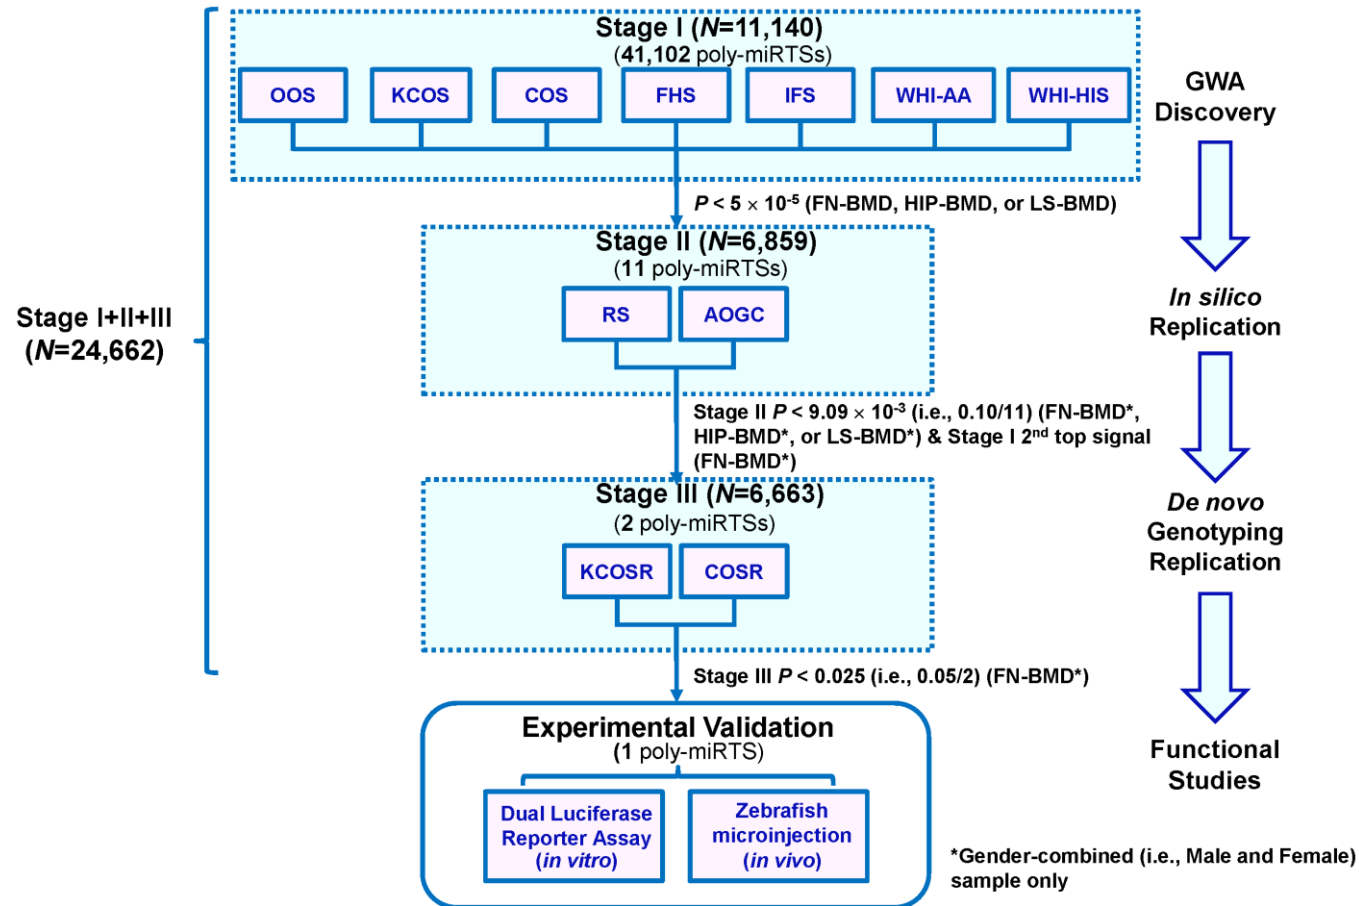 Stage I (N=11,140)
(41,102 poly-miRTSs)
OOS
KCOS
COS
FHS
IFS
WHI-AA
WHI-HIS
GWA
Discovery
P < 5 × 10⁻⁵ (FN-BMD, HIP-BMD, or LS-BMD)
Stage II (N=6,859)
(11 poly-miRTSs)
RS
AOGC
In silico
Replication
Stage I+II+III
(N=24,662)
Stage II P < 9.09 × 10⁻³ (i.e., 0.10/11) (FN-BMD*,
HIP-BMD*, or LS-BMD*) & Stage I 2ⁿᵈ top signal
(FN-BMD*)
Stage III (N=6,663)
(2 poly-miRTSs)
KCOSR
COSR
De novo
Genotyping
Replication
Stage III P < 0.025 (i.e., 0.05/2) (FN-BMD*)
Experimental Validation
(1 poly-miRTS)
Dual Luciferase
Reporter Assay
(in vitro)
Zebrafish
microinjection
(in vivo)
Functional
Studies
*Gender-combined (i.e., Male and Female)
sample only